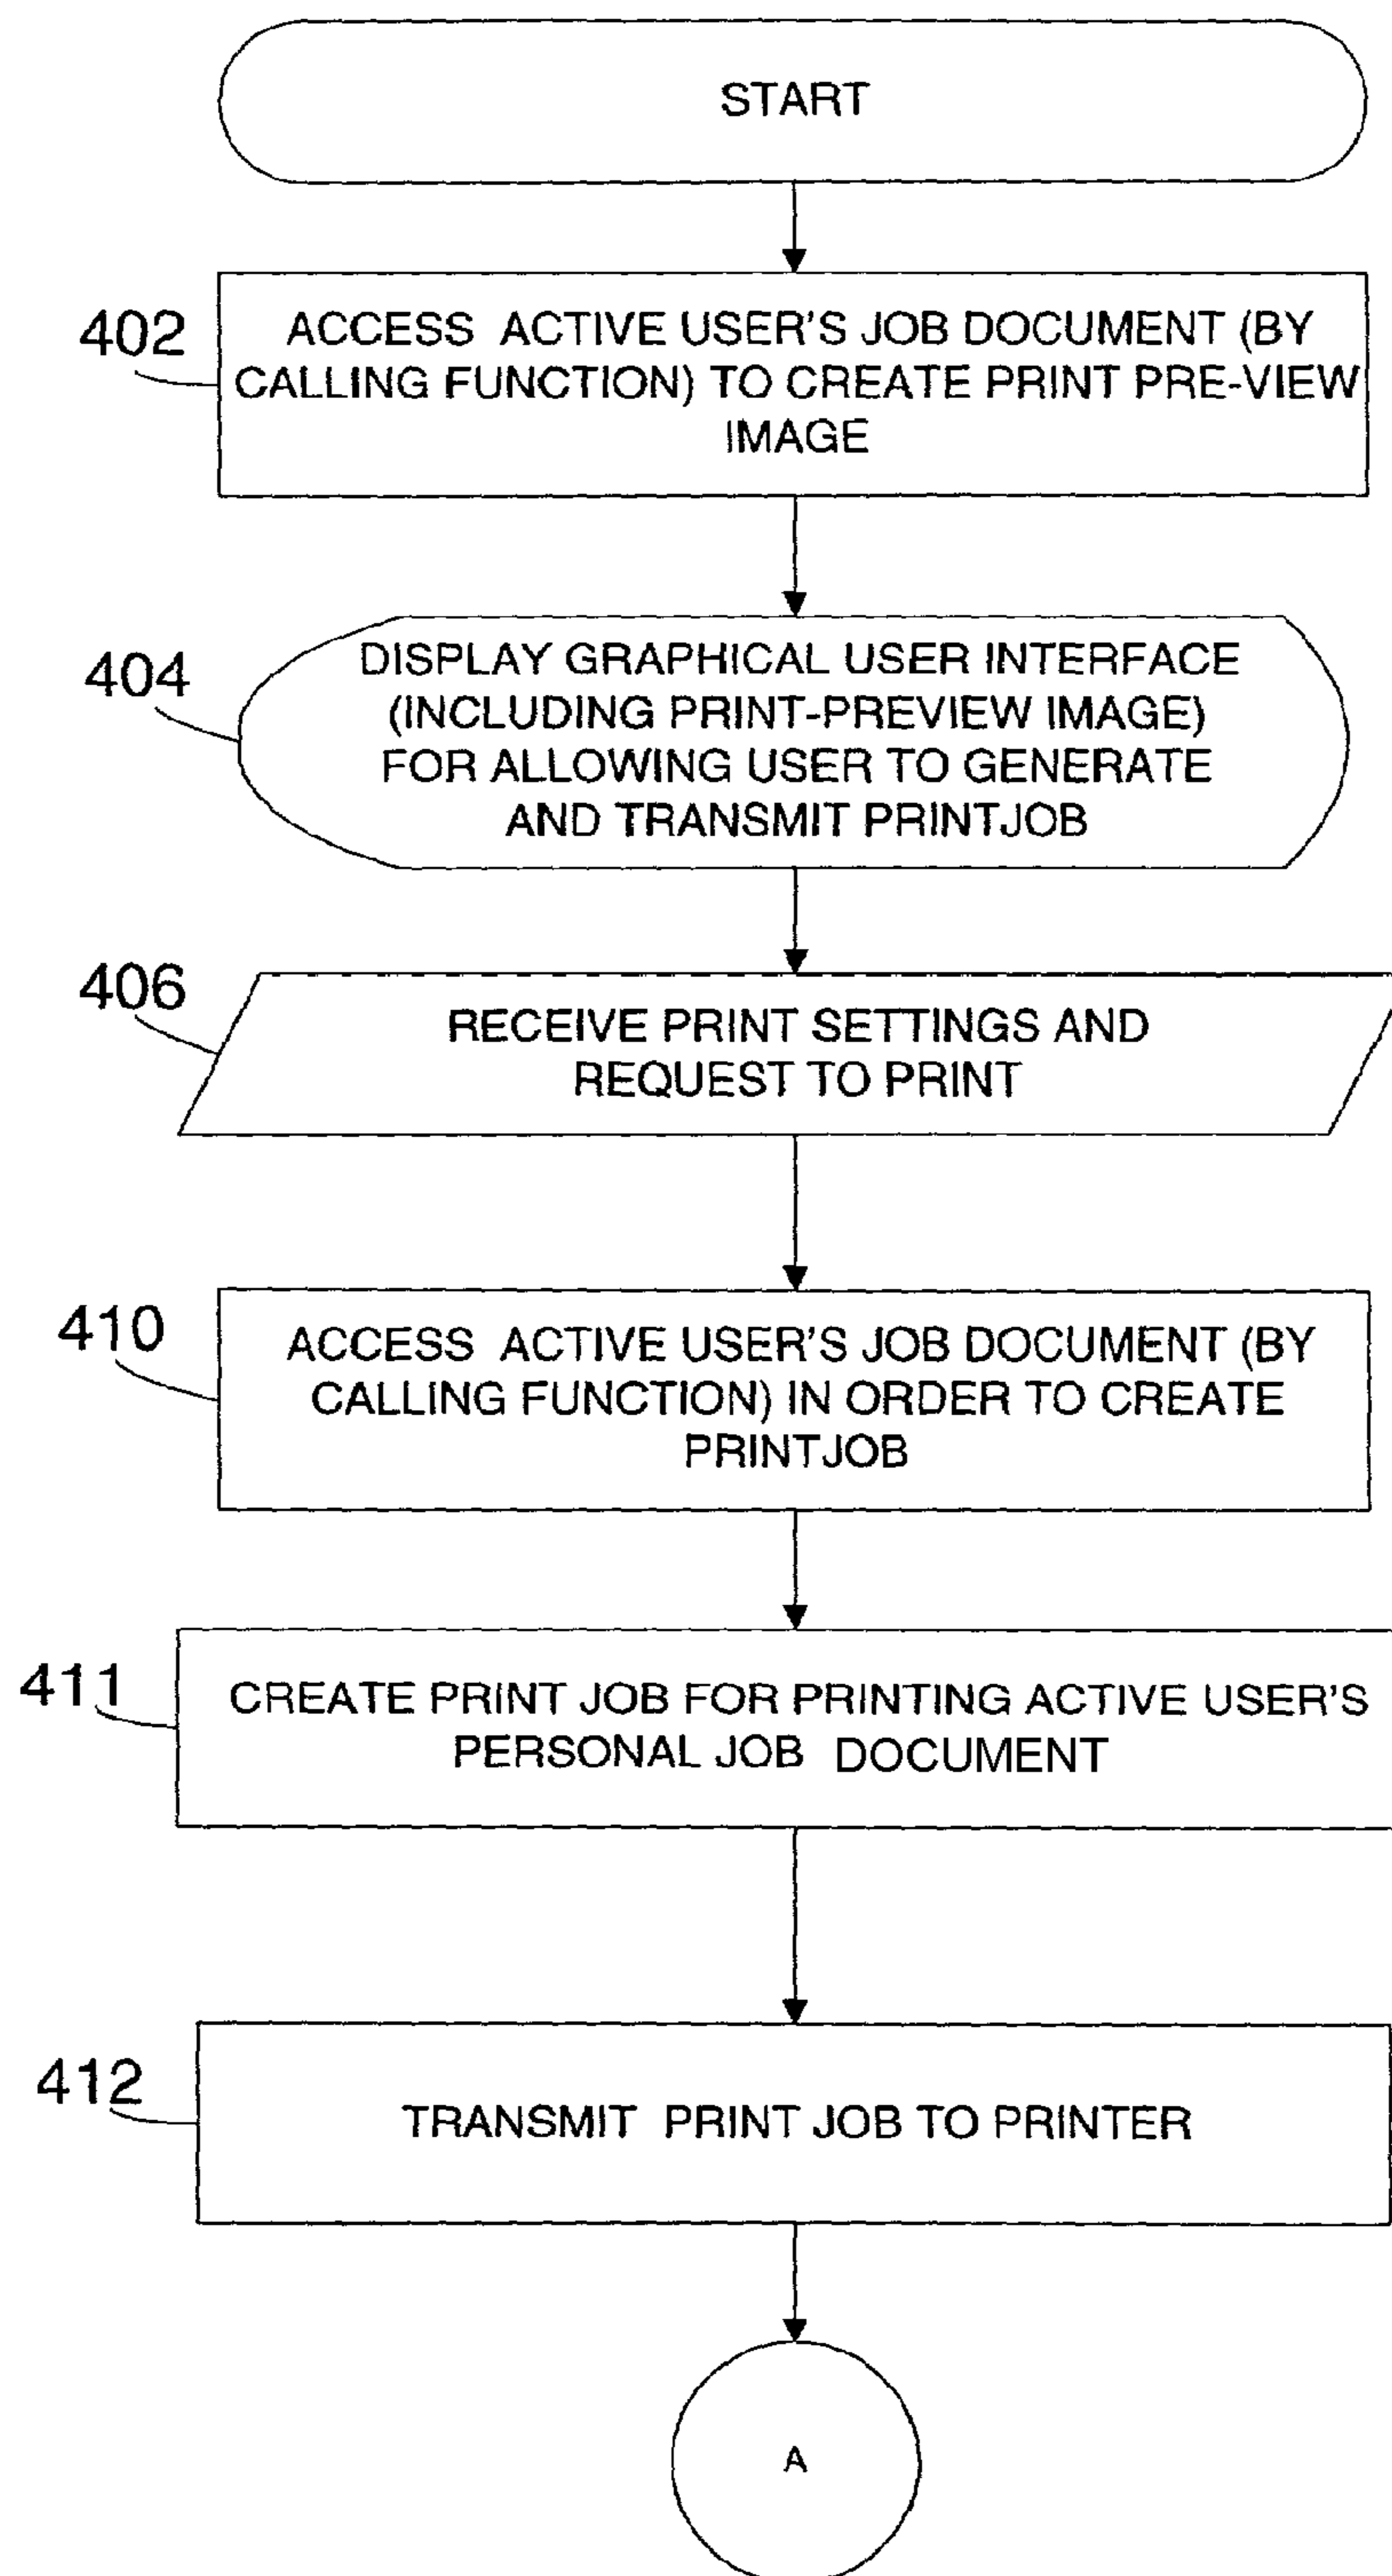 START
402
ACCESS ACTIVE USER'S JOB DOCUMENT (BY
CALLING FUNCTION) TO CREATE PRINT PRE-VIEW
IMAGE
404
DISPLAY GRAPHICAL USER INTERFACE
(INCLUDING PRINT-PREVIEW IMAGE)
FOR ALLOWING USER TO GENERATE
AND TRANSMIT PRINTJOB
406
RECEIVE PRINT SETTINGS AND
REQUEST TO PRINT
410
ACCESS ACTIVE USER'S JOB DOCUMENT (BY
CALLING FUNCTION) IN ORDER TO CREATE
PRINTJOB
411
CREATE PRINT JOB FOR PRINTING ACTIVE USER'S
PERSONAL JOB DOCUMENT
412
TRANSMIT PRINT JOB TO PRINTER
A